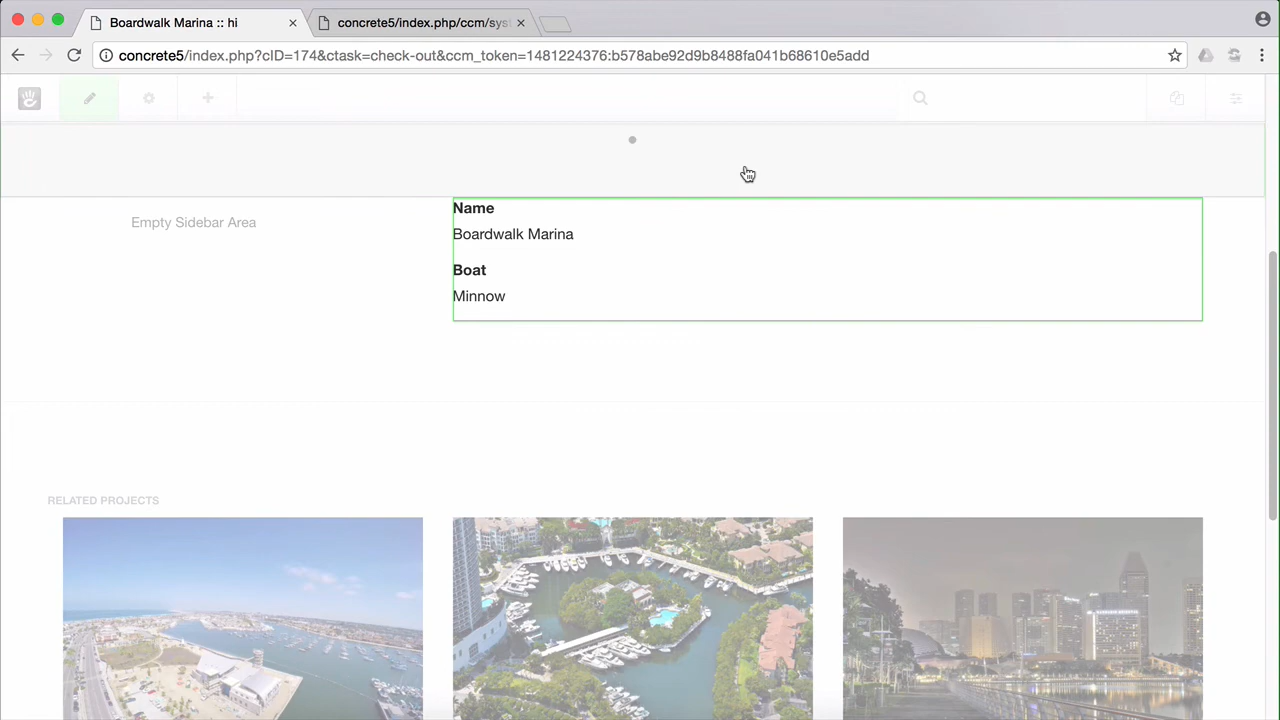 Boardwalk Marina :: hi
concrete5/index.php/ccm/sys
concrete5/index.php?cID=174&ctask=check-out&ccm_token=1481224376:b578abe92d9b8488fa041b68610e5add
Empty Sidebar Area
Name
Boardwalk Marina
Boat
Minnow
RELATED PROJECTS